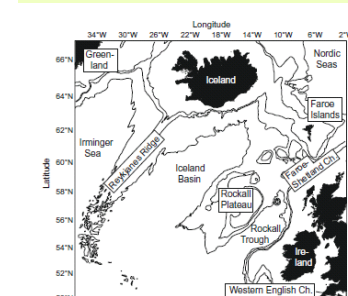 Longitude
34°W 30°W 26°W 22°W 18°W 14°W 10°W 6°W 2°
66°N
64°N
62°N
60°N
58°N
56°N
54°N
52°N
Latitude
Green-
land
Iceland
Nordic
Seas
Faroe
Islands
Irminger
Sea
Reykjanes Ridge
Iceland
Basin
Faroe-
Shetland Ch.
Rockall
Plateau
Rockall
Trough
Ire-
land
Western English Ch.